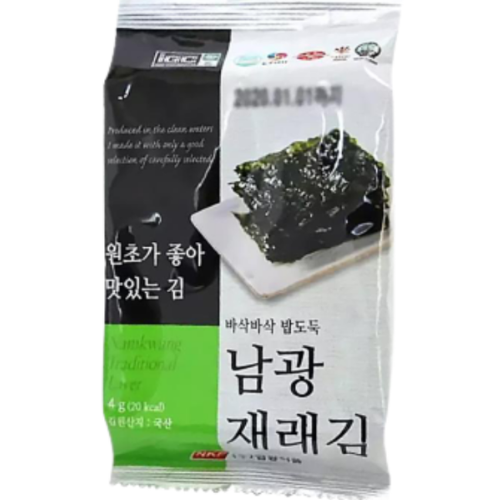 igc
2020.01.01까지
Produced in the clean waters
I made it with only a good
selection of carefully selected
원초가 좋아
맛있는 김
바삭바삭 밥도둑
Namkwang
Traditional
Laver
남광
재래김
4 g (20 kcal)
원산지 : 국산
NKF